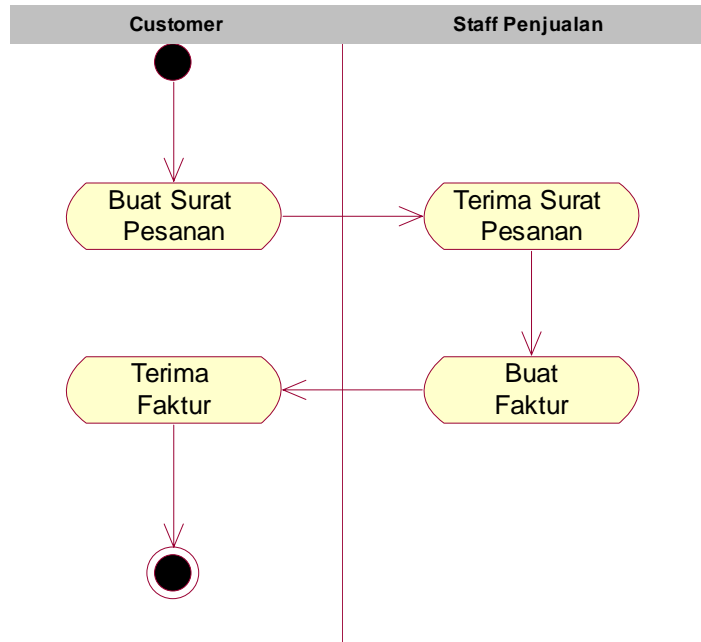 Customer
Staff Penjualan
Buat Surat
Pesanan
Terima Surat
Pesanan
Terima
Faktur
Buat
Faktur